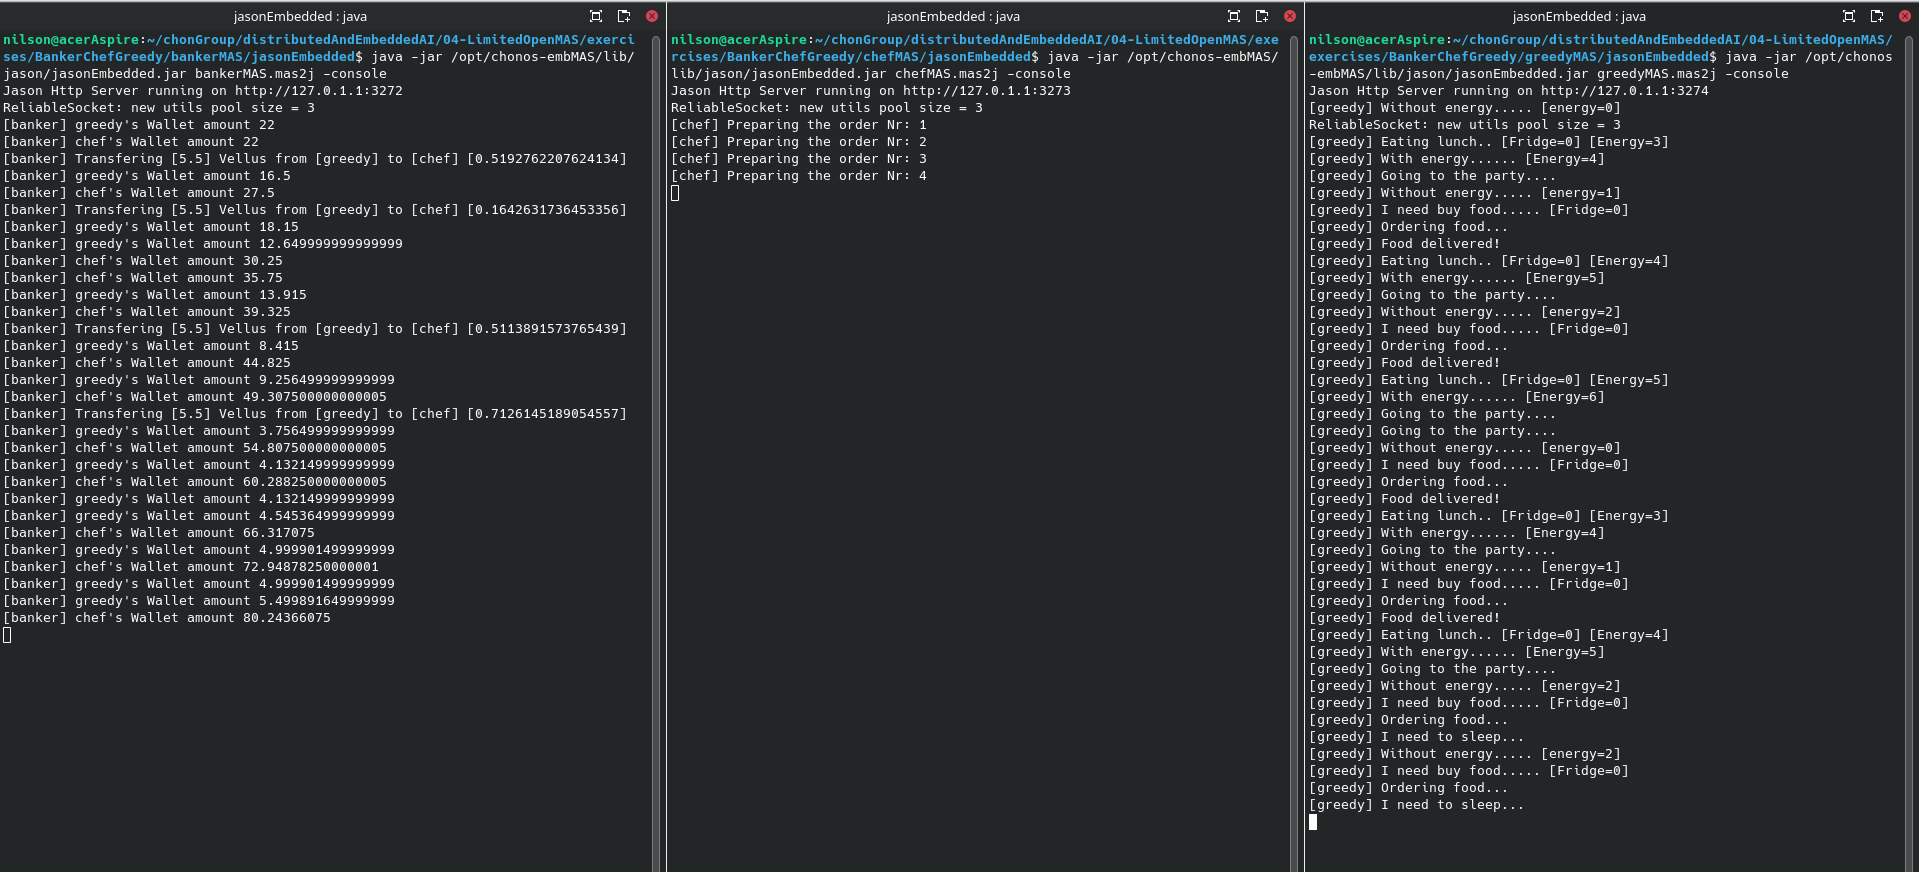 jasonEmbedded : java
nilson@acerAspire:~/chonGroup/distributedAndEmbeddedAI/04-LimitedOpenMAS/exerci
ses/BankerChefGreedy/bankerMAS/jasonEmbedded$ java -jar /opt/chonos-embMAS/lib/
jason/jasonEmbedded.jar bankerMAS.mas2j -console
Jason Http Server running on http://127.0.1.1:3272
ReliableSocket: new utils pool size = 3
[banker] greedy's Wallet amount 22
[banker] chef's Wallet amount 22
[banker] Transfering [5.5] Vellus from [greedy] to [chef] [0.5192762207624134]
[banker] greedy's Wallet amount 16.5
[banker] chef's Wallet amount 27.5
[banker] Transfering [5.5] Vellus from [greedy] to [chef] [0.1642631736453356]
[banker] greedy's Wallet amount 18.15
[banker] greedy's Wallet amount 12.649999999999999
[banker] chef's Wallet amount 30.25
[banker] chef's Wallet amount 35.75
[banker] greedy's Wallet amount 13.915
[banker] chef's Wallet amount 39.325
[banker] Transfering [5.5] Vellus from [greedy] to [chef] [0.5113891573765439]
[banker] greedy's Wallet amount 8.415
[banker] chef's Wallet amount 44.825
[banker] greedy's Wallet amount 9.256499999999999
[banker] chef's Wallet amount 49.307500000000005
[banker] Transfering [5.5] Vellus from [greedy] to [chef] [0.7126145189054557]
[banker] greedy's Wallet amount 3.756499999999999
[banker] chef's Wallet amount 54.807500000000005
[banker] greedy's Wallet amount 4.132149999999999
[banker] chef's Wallet amount 60.288250000000005
[banker] greedy's Wallet amount 4.132149999999999
[banker] greedy's Wallet amount 4.545364999999999
[banker] chef's Wallet amount 66.317075
[banker] greedy's Wallet amount 4.999901499999999
[banker] chef's Wallet amount 72.94878250000001
[banker] greedy's Wallet amount 4.999901499999999
[banker] greedy's Wallet amount 5.499891649999999
[banker] chef's Wallet amount 80.24366075
jasonEmbedded : java
nilson@acerAspire:~/chonGroup/distributedAndEmbeddedAI/04-LimitedOpenMAS/exe
rcises/BankerChefGreedy/chefMAS/jasonEmbedded$ java -jar /opt/chonos-embMAS/
lib/jason/jasonEmbedded.jar chefMAS.mas2j -console
Jason Http Server running on http://127.0.1.1:3273
ReliableSocket: new utils pool size = 3
[chef] Preparing the order Nr: 1
[chef] Preparing the order Nr: 2
[chef] Preparing the order Nr: 3
[chef] Preparing the order Nr: 4
jasonEmbedded : java
nilson@acerAspire:~/chonGroup/distributedAndEmbeddedAI/04-LimitedOpenMAS/
exercises/BankerChefGreedy/greedyMAS/jasonEmbedded$ java -jar /opt/chonos
-embMAS/lib/jason/jasonEmbedded.jar greedyMAS.mas2j -console
Jason Http Server running on http://127.0.1.1:3274
[greedy] Without energy..... [energy=0]
ReliableSocket: new utils pool size = 3
[greedy] Eating lunch.. [Fridge=0] [Energy=3]
[greedy] With energy...... [Energy=4]
[greedy] Going to the party....
[greedy] Without energy..... [energy=1]
[greedy] I need buy food..... [Fridge=0]
[greedy] Ordering food...
[greedy] Food delivered!
[greedy] Eating lunch.. [Fridge=0] [Energy=4]
[greedy] With energy...... [Energy=5]
[greedy] Going to the party....
[greedy] Without energy..... [energy=2]
[greedy] I need buy food..... [Fridge=0]
[greedy] Ordering food...
[greedy] Food delivered!
[greedy] Eating lunch.. [Fridge=0] [Energy=5]
[greedy] With energy...... [Energy=6]
[greedy] Going to the party....
[greedy] Going to the party....
[greedy] Without energy..... [energy=0]
[greedy] I need buy food..... [Fridge=0]
[greedy] Ordering food...
[greedy] Food delivered!
[greedy] Eating lunch.. [Fridge=0] [Energy=3]
[greedy] With energy...... [Energy=4]
[greedy] Going to the party....
[greedy] Without energy..... [energy=1]
[greedy] I need buy food..... [Fridge=0]
[greedy] Ordering food...
[greedy] Food delivered!
[greedy] Eating lunch.. [Fridge=0] [Energy=4]
[greedy] With energy...... [Energy=5]
[greedy] Going to the party....
[greedy] Without energy..... [energy=2]
[greedy] I need buy food..... [Fridge=0]
[greedy] Ordering food...
[greedy] I need to sleep...
[greedy] Without energy..... [energy=2]
[greedy] I need buy food..... [Fridge=0]
[greedy] Ordering food...
[greedy] I need to sleep...